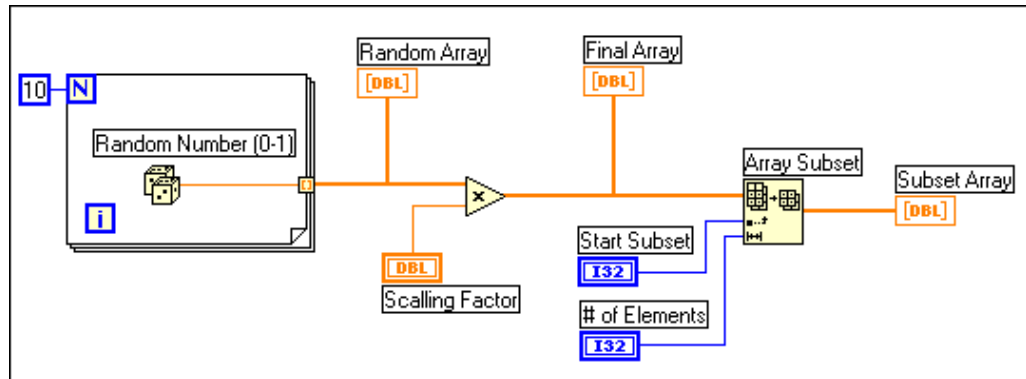 Random Array
[DBL]
Final Array
[DBL]
10
N
Random Number (0-1)
i
Array Subset
Subset Array
[DBL]
x
Start Subset
I32
DBL
Scalling Factor
# of Elements
I32